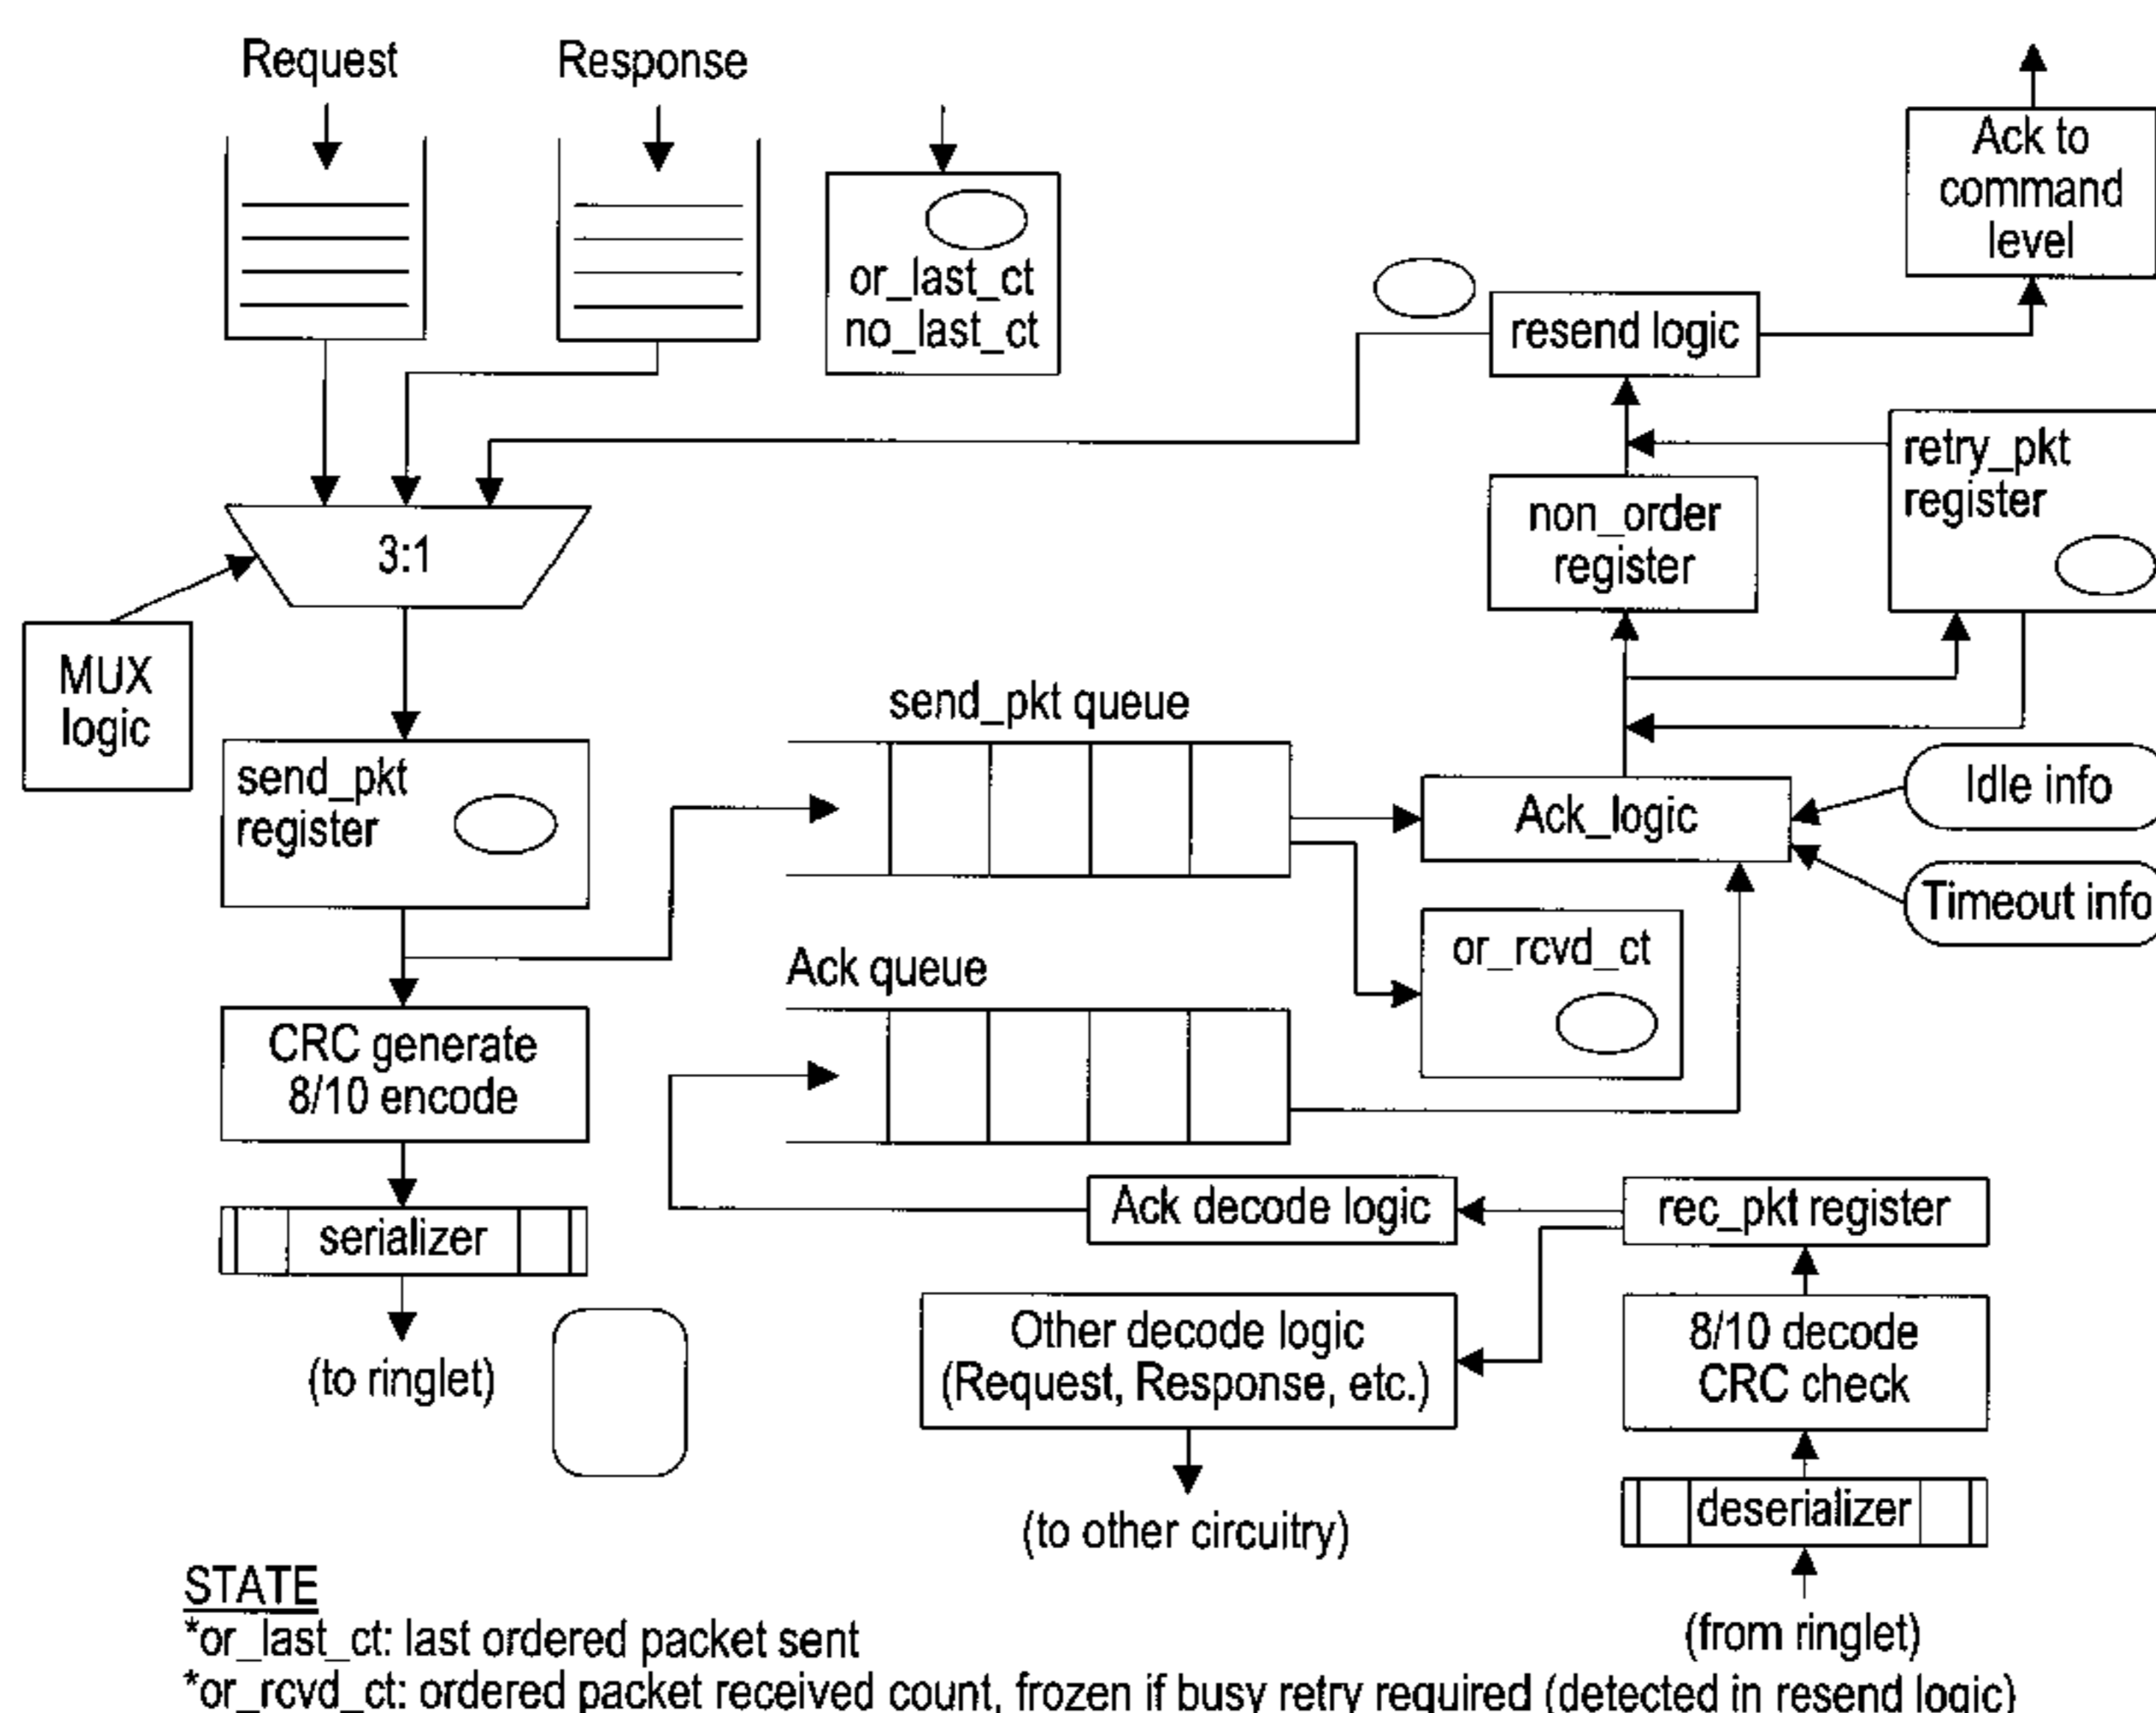 Request
Response
or_last_ct
no_last_ct
Ack to
command
level
resend logic
retry_pkt
register
non_order
register
3:1
MUX
logic
send_pkt
register
send_pkt queue
Ack_logic
Idle info
Timeout info
or_rcvd_ct
Ack queue
CRC generate
8/10 encode
serializer
(to ringlet)
Ack decode logic
rec_pkt register
Other decode logic
(Request, Response, etc.)
8/10 decode
CRC check
(to other circuitry)
deserializer
(from ringlet)
STATE
*or_last_ct: last ordered packet sent
*or_rcvd_ct: ordered packet received count, frozen if busy retry required (detected in resend logic)